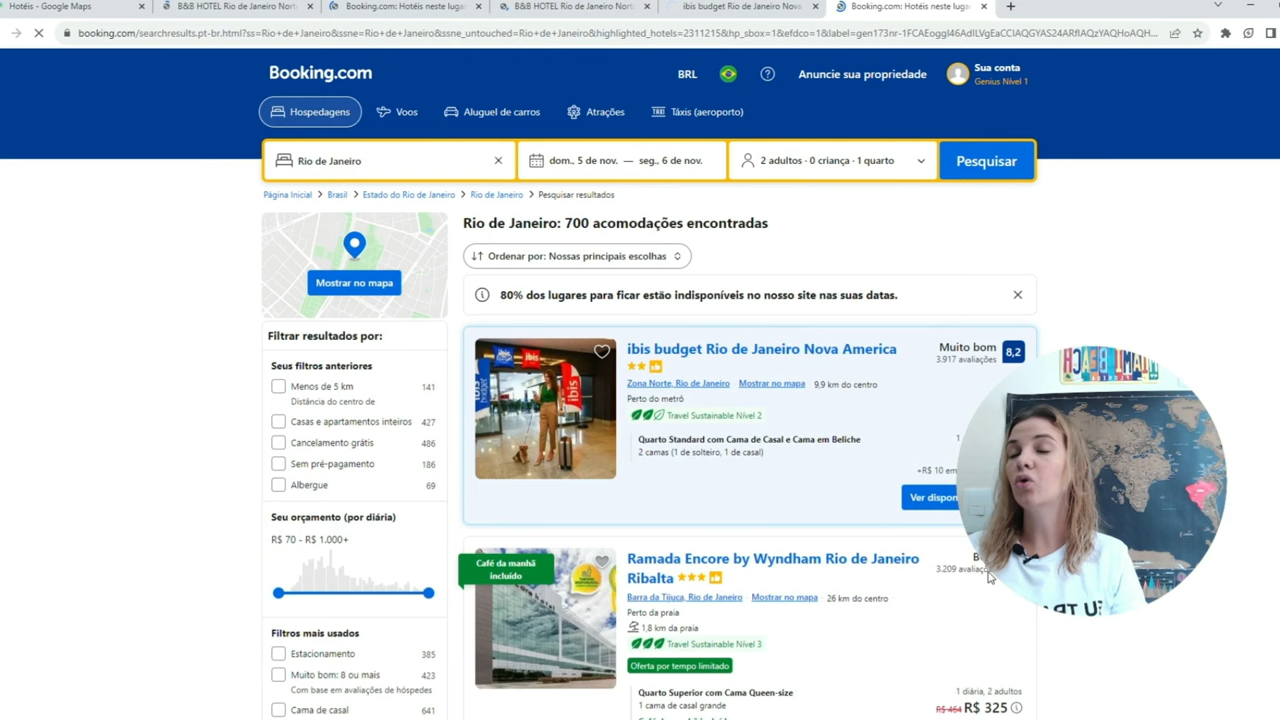 Hotéis - Google Maps
B&B HOTEL Rio de Janeiro Nort
Booking.com: Hotéis neste luga
B&B HOTEL Rio de Janeiro Nort
ibis budget Rio de Janeiro Nova
Booking.com: Hotéis neste luga
booking.com/searchresults.pt-br.html?ss=Rio+de+Janeiro&ssne=Rio+de+Janeiro&ssne_untouched=Rio+de+Janeiro&highlighted_hotels=2311215&hp_sbox=1&efdco=1&label=gen173nr-1FCAEoggI46AdILVgEaCCIAQGYAS24ARfIAQzYAQHoAQH...
Booking.com
BRL
Anuncie sua propriedade
Sua conta
Genius Nível 1
Hospedagens
Voos
Aluguel de carros
Atrações
Táxis (aeroporto)
Rio de Janeiro
dom., 5 de nov. — seg., 6 de nov.
2 adultos · 0 criança · 1 quarto
Pesquisar
Página Inicial > Brasil > Estado do Rio de Janeiro > Rio de Janeiro > Pesquisar resultados
Mostrar no mapa
Rio de Janeiro: 700 acomodações encontradas
Ordenar por: Nossas principais escolhas
80% dos lugares para ficar estão indisponíveis no nosso site nas suas datas.
Filtrar resultados por:
Seus filtros anteriores
Menos de 5 km 141
Distância do centro de
Casas e apartamentos inteiros 427
Cancelamento grátis 486
Sem pré-pagamento 186
Albergue 69
Seu orçamento (por diária)
R$ 70 - R$ 1.000+
Filtros mais usados
Estacionamento 385
Muito bom: 8 ou mais 423
Com base em avaliações de hóspedes
Cama de casal 641
ibis budget Rio de Janeiro Nova America
Muito bom
3.917 avaliações
8,2
Zona Norte, Rio de Janeiro Mostrar no mapa 9,9 km do centro
Perto do metrô
Travel Sustainable Nível 2
Quarto Standard com Cama de Casal e Cama em Beliche
2 camas (1 de solteiro, 1 de casal)
1
+R$ 10 em
Ver dispon
ibis
ibis
Café da manhã
incluído
Ramada Encore by Wyndham Rio de Janeiro
Ribalta
B
3.209 avaliaçõ
Barra da Tijuca, Rio de Janeiro Mostrar no mapa 26 km do centro
Perto da praia
1,8 km da praia
Travel Sustainable Nível 3
Oferta por tempo limitado
Quarto Superior com Cama Queen-size
1 cama de casal grande
1 diária, 2 adultos
R$ 464 R$ 325
MIAMI BEACH
EU TR